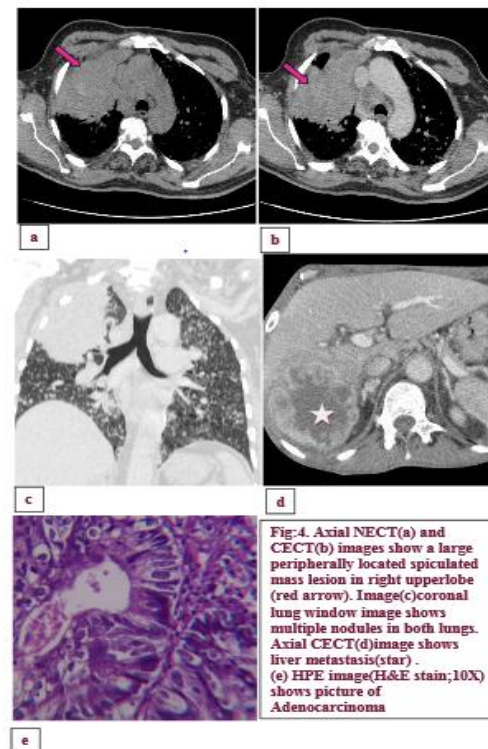 a
b
c
d
Fig:4. Axial NECT(a) and
CECT(b) images show a large
peripherally located spiculated
mass lesion in right upperlobe
(red arrow). Image(c)coronal
lung window image shows
multiple nodules in both lungs.
Axial CECT(d)image shows
liver metastasis(star) .
(e) HPE image(H&E stain;10X)
shows picture of
Adenocarcinoma
e